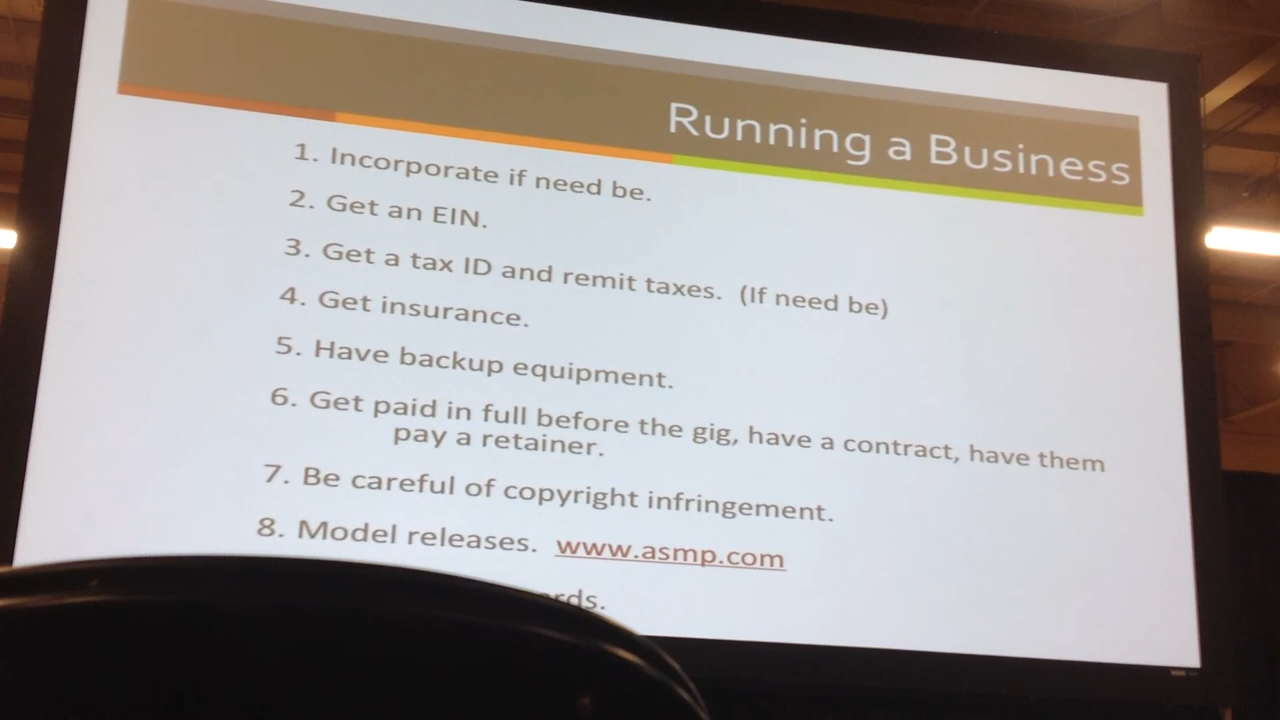 Running a Business
1. Incorporate if need be.
2. Get an EIN.
3. Get a tax ID and remit taxes. (If need be)
4. Get insurance.
5. Have backup equipment.
6. Get paid in full before the gig, have a contract, have them
pay a retainer.
7. Be careful of copyright infringement.
8. Model releases. www.asmp.com